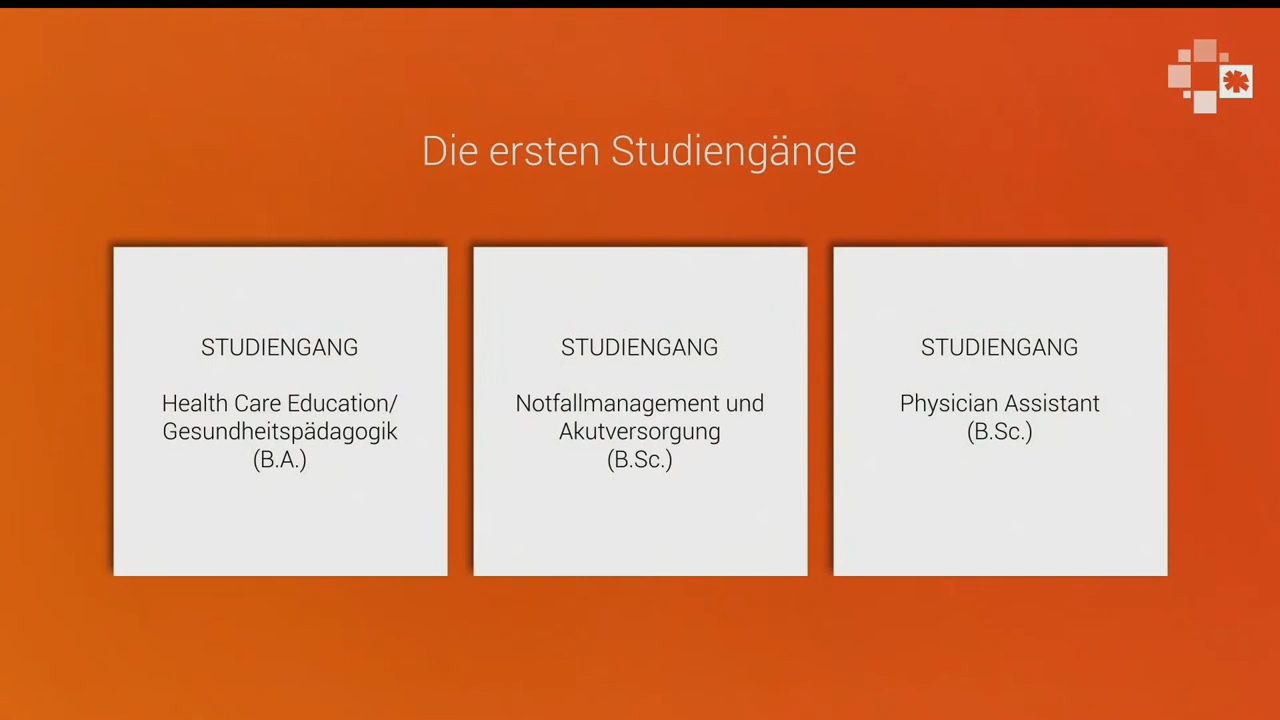 Die ersten Studiengänge
STUDIENGANG
Health Care Education/
Gesundheitspädagogik
(B.A.)
STUDIENGANG
Notfallmanagement und
Akutversorgung
(B.Sc.)
STUDIENGANG
Physician Assistant
(B.Sc.)